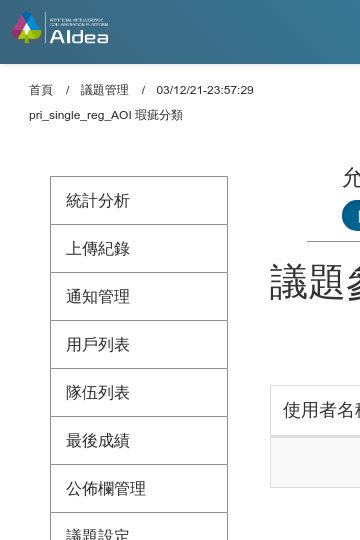 ARTIFICIAL INTELLIGENCE
COLLABORATION PLATFORM
AIdea
首頁 / 議題管理 / 03/12/21-23:57:29
pri_single_reg_AOI 瑕疵分類
統計分析
上傳紀錄
通知管理
用戶列表
隊伍列表
最後成績
公佈欄管理
議題設定
允
議題參
使用者名稱